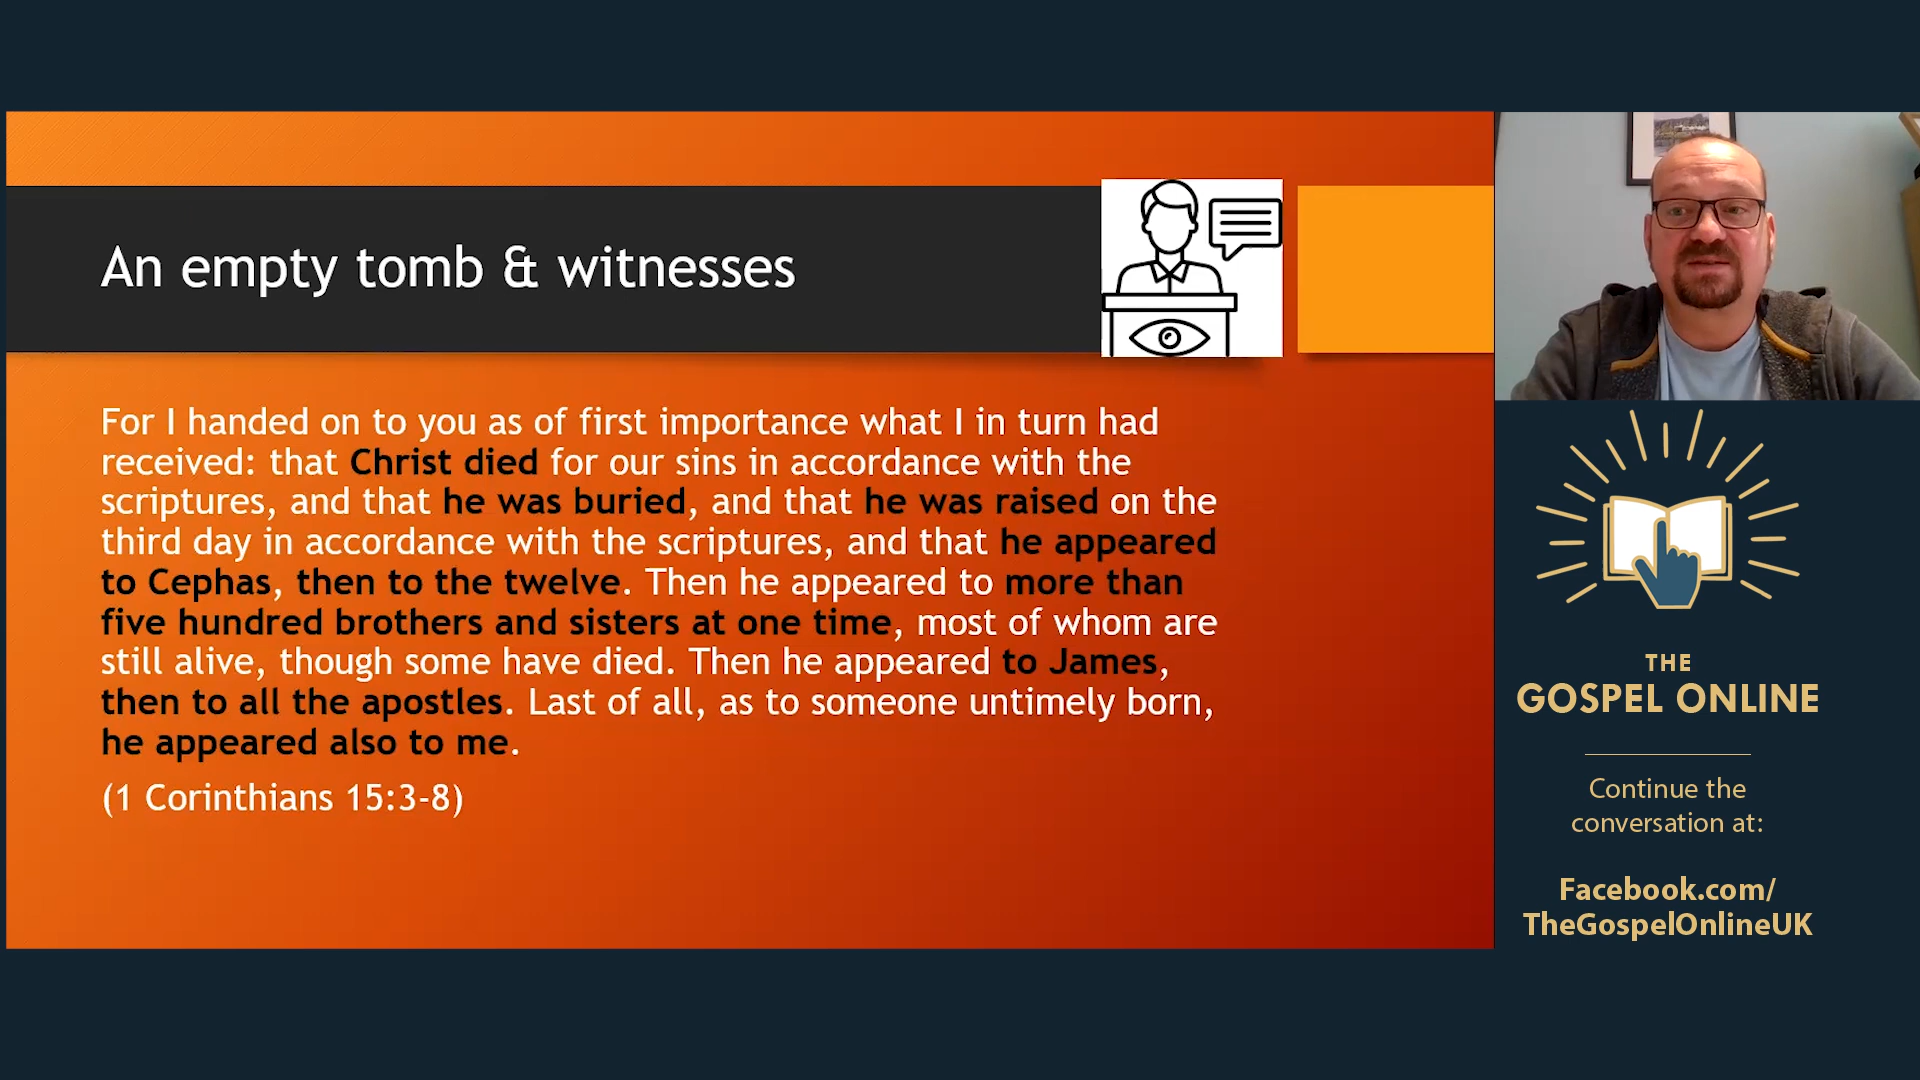 An empty tomb & witnesses
For I handed on to you as of first importance what I in turn had
received: that Christ died for our sins in accordance with the
scriptures, and that he was buried, and that he was raised on the
third day in accordance with the scriptures, and that he appeared
to Cephas, then to the twelve. Then he appeared to more than
five hundred brothers and sisters at one time, most of whom are
still alive, though some have died. Then he appeared to James,
then to all the apostles. Last of all, as to someone untimely born,
he appeared also to me.
(1 Corinthians 15:3-8)
THE
GOSPEL ONLINE
Continue the
conversation at:
Facebook.com/
TheGospelOnlineUK